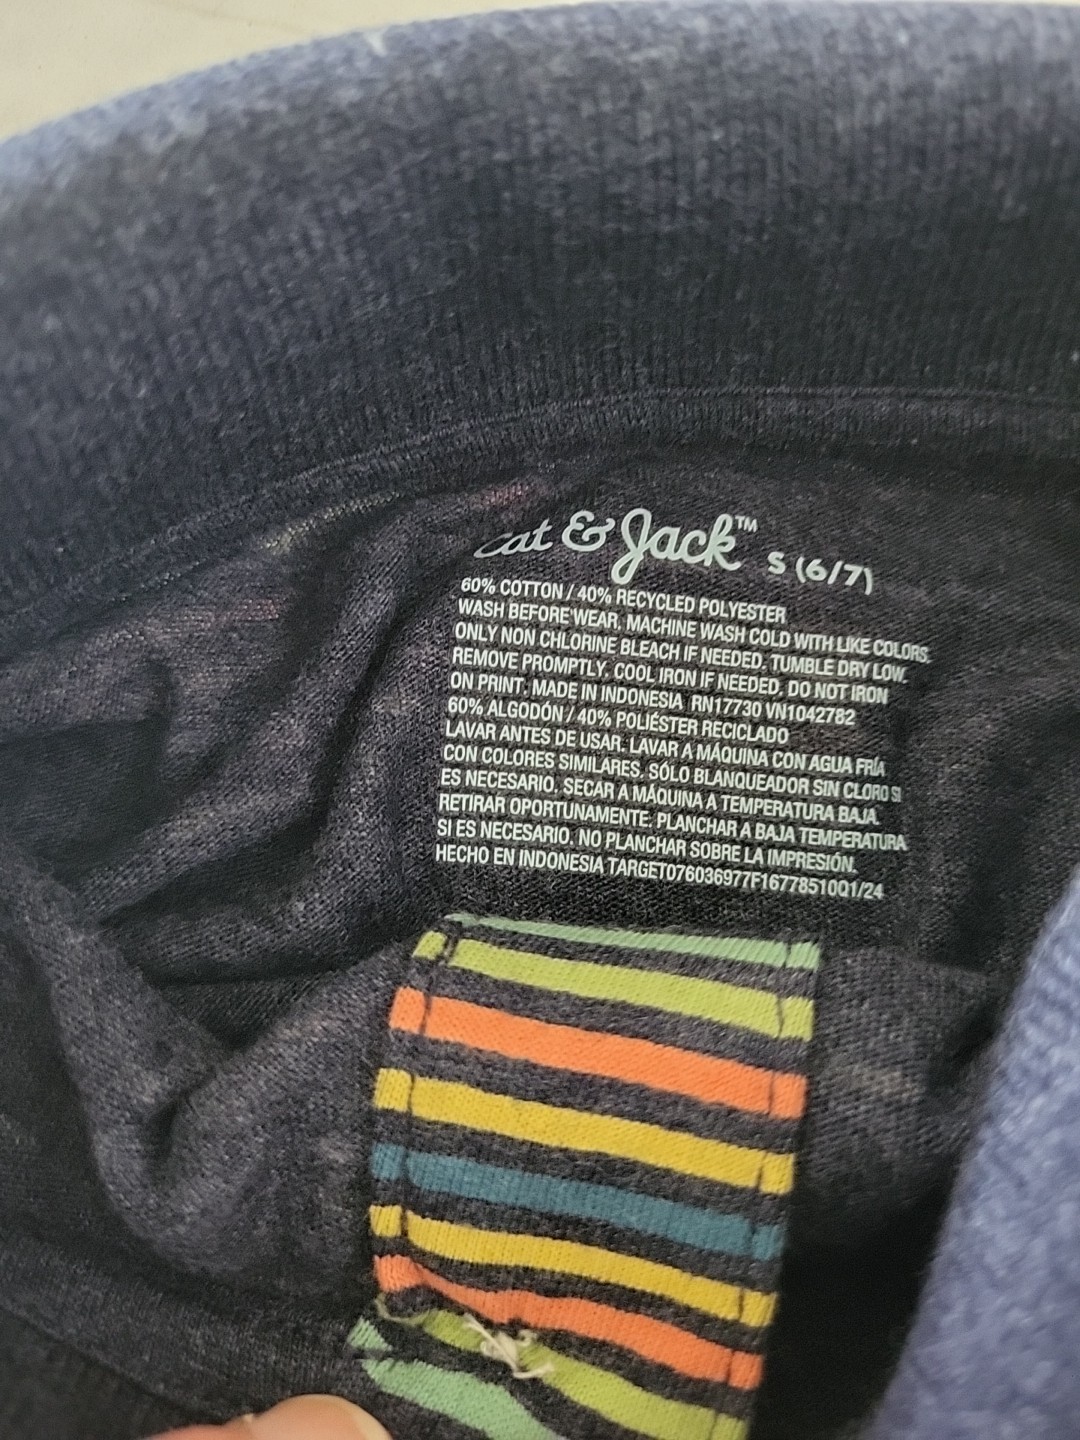 Cat & Jack™ S (6/7)
60% COTTON / 40% RECYCLED POLYESTER
WASH BEFORE WEAR. MACHINE WASH COLD WITH LIKE COLORS.
ONLY NON CHLORINE BLEACH IF NEEDED. TUMBLE DRY LOW.
REMOVE PROMPTLY. COOL IRON IF NEEDED. DO NOT IRON
ON PRINT. MADE IN INDONESIA RN17730 VN1042782
60% ALGODÓN / 40% POLIÉSTER RECICLADO
LAVAR ANTES DE USAR. LAVAR A MÁQUINA CON AGUA FRÍA
CON COLORES SIMILARES. SÓLO BLANQUEADOR SIN CLORO SI
ES NECESARIO. SECAR A MÁQUINA A TEMPERATURA BAJA.
RETIRAR OPORTUNAMENTE. PLANCHAR A BAJA TEMPERATURA
SI ES NECESARIO. NO PLANCHAR SOBRE LA IMPRESIÓN.
HECHO EN INDONESIA TARGET076036977F16778510Q1/24